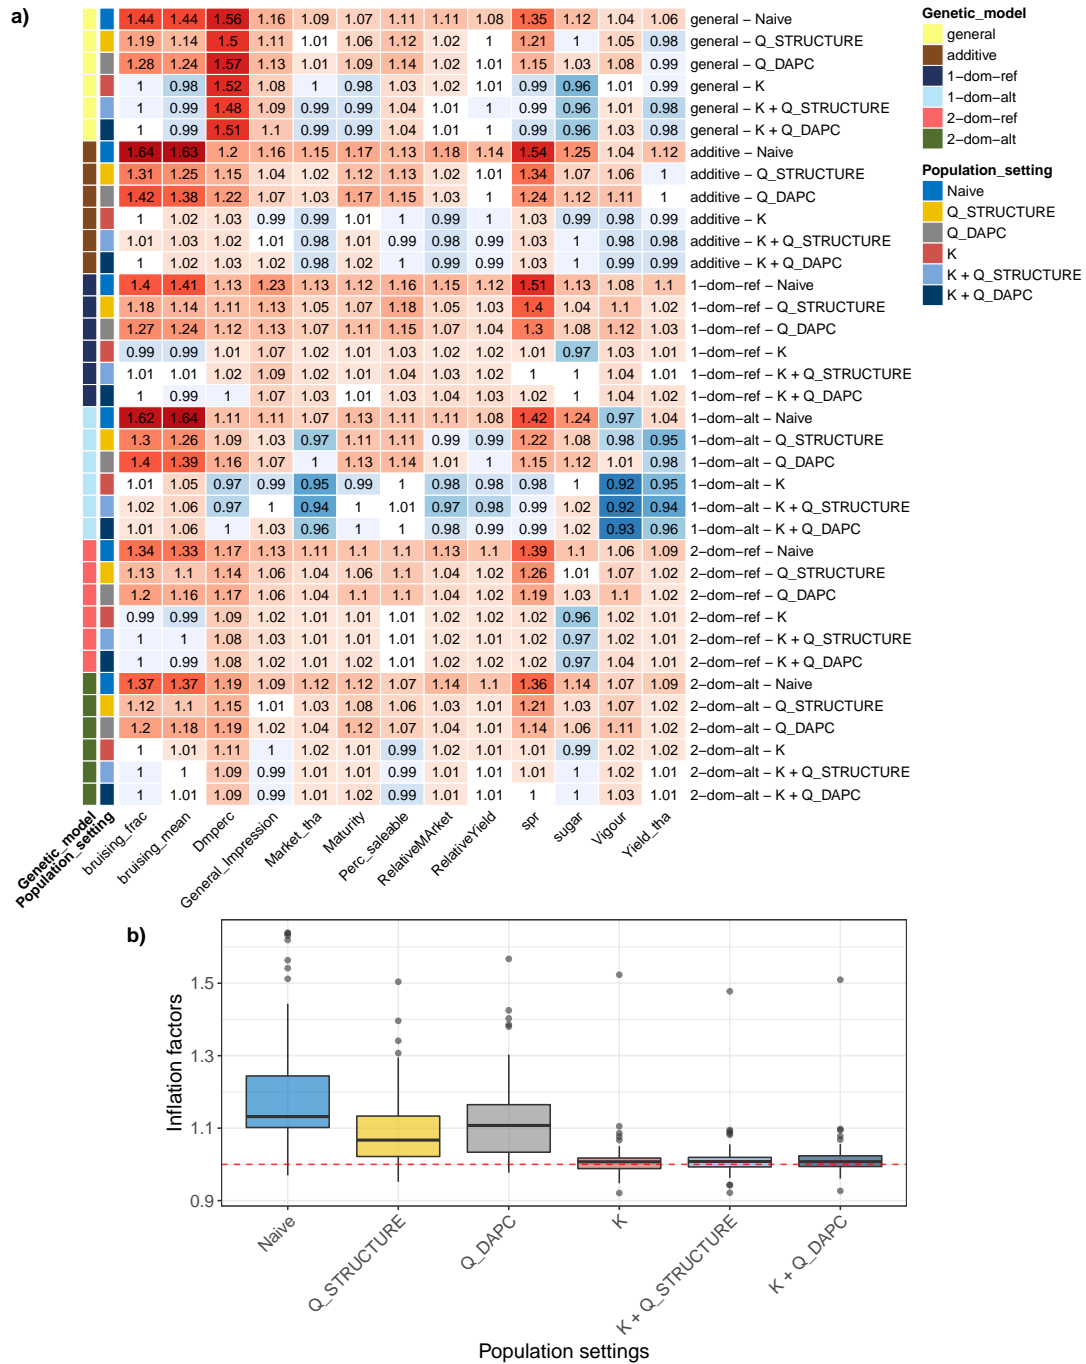 a)
1.44 1.44 1.56 1.16 1.09 1.07 1.11 1.11 1.08 1.35 1.12 1.04 1.06 general − Naive
1.19 1.14 1.5 1.11 1.01 1.06 1.12 1.02 1 1.21 1 1.05 0.98 general − Q_STRUCTURE
1.28 1.24 1.57 1.13 1.01 1.09 1.14 1.02 1.01 1.15 1.03 1.08 0.99 general − Q_DAPC
1 0.98 1.52 1.08 1 0.98 1.03 1.02 1.01 0.99 0.96 1.01 0.99 general − K
1 0.99 1.48 1.09 0.99 0.99 1.04 1.01 1 0.99 0.96 1.01 0.98 general − K + Q_STRUCTURE
1 0.99 1.51 1.1 0.99 0.99 1.04 1.01 1 0.99 0.96 1.03 0.98 general − K + Q_DAPC
1.64 1.63 1.2 1.16 1.15 1.17 1.13 1.18 1.14 1.54 1.25 1.04 1.12 additive − Naive
1.31 1.25 1.15 1.04 1.02 1.12 1.13 1.02 1.01 1.34 1.07 1.06 1 additive − Q_STRUCTURE
1.42 1.38 1.22 1.07 1.03 1.17 1.15 1.03 1 1.24 1.12 1.11 1 additive − Q_DAPC
1 1.02 1.03 0.99 0.99 1.01 1 0.99 1 1.03 0.99 0.98 0.99 additive − K
1.01 1.03 1.02 1.01 0.98 1.01 0.99 0.98 0.99 1.03 1 0.98 0.98 additive − K + Q_STRUCTURE
1 1.02 1.03 1.02 0.98 1.02 1 0.99 0.99 1.03 1 0.99 0.99 additive − K + Q_DAPC
1.4 1.41 1.13 1.23 1.13 1.12 1.16 1.15 1.12 1.51 1.13 1.08 1.1 1−dom−ref − Naive
1.18 1.14 1.11 1.13 1.05 1.07 1.18 1.05 1.03 1.4 1.04 1.1 1.02 1−dom−ref − Q_STRUCTURE
1.27 1.24 1.12 1.13 1.07 1.11 1.15 1.07 1.04 1.3 1.08 1.12 1.03 1−dom−ref − Q_DAPC
0.99 0.99 1.01 1.07 1.02 1.01 1.03 1.02 1.02 1.01 0.97 1.03 1.01 1−dom−ref − K
1.01 1.01 1.02 1.09 1.02 1.01 1.04 1.03 1.02 1 1 1.04 1.01 1−dom−ref − K + Q_STRUCTURE
1 0.99 1 1.07 1.03 1.01 1.03 1.04 1.03 1.02 1 1.04 1.02 1−dom−ref − K + Q_DAPC
1.62 1.64 1.11 1.11 1.07 1.13 1.11 1.11 1.08 1.42 1.24 0.97 1.04 1−dom−alt − Naive
1.3 1.26 1.09 1.03 0.97 1.11 1.11 0.99 0.99 1.22 1.08 0.98 0.95 1−dom−alt − Q_STRUCTURE
1.4 1.39 1.16 1.07 1 1.13 1.14 1.01 1 1.15 1.12 1.01 0.98 1−dom−alt − Q_DAPC
1.01 1.05 0.97 0.99 0.95 0.99 1 0.98 0.98 0.98 1 0.92 0.95 1−dom−alt − K
1.02 1.06 0.97 1 0.94 1 1.01 0.97 0.98 0.99 1.02 0.92 0.94 1−dom−alt − K + Q_STRUCTURE
1.01 1.06 1 1.03 0.96 1 1 0.98 0.99 0.99 1.02 0.93 0.96 1−dom−alt − K + Q_DAPC
1.34 1.33 1.17 1.13 1.11 1.1 1.1 1.13 1.1 1.39 1.1 1.06 1.09 2−dom−ref − Naive
1.13 1.1 1.14 1.06 1.04 1.06 1.1 1.04 1.02 1.26 1.01 1.07 1.02 2−dom−ref − Q_STRUCTURE
1.2 1.16 1.17 1.06 1.04 1.1 1.1 1.04 1.02 1.19 1.03 1.1 1.02 2−dom−ref − Q_DAPC
0.99 0.99 1.09 1.02 1.01 1.01 1.01 1.02 1.02 1.02 0.96 1.02 1.01 2−dom−ref − K
1 1 1.08 1.03 1.01 1.01 1.01 1.02 1.01 1.02 0.97 1.02 1.01 2−dom−ref − K + Q_STRUCTURE
1 0.99 1.08 1.02 1.01 1.02 1.01 1.02 1.02 1.02 0.97 1.04 1.01 2−dom−ref − K + Q_DAPC
1.37 1.37 1.19 1.09 1.12 1.12 1.07 1.14 1.1 1.36 1.14 1.07 1.09 2−dom−alt − Naive
1.12 1.1 1.15 1.01 1.03 1.08 1.06 1.03 1.01 1.21 1.03 1.07 1.02 2−dom−alt − Q_STRUCTURE
1.2 1.18 1.19 1.02 1.04 1.12 1.07 1.04 1.01 1.14 1.06 1.11 1.02 2−dom−alt − Q_DAPC
1 1.01 1.11 1 1.02 1.01 0.99 1.02 1.01 1.01 0.99 1.02 1.02 2−dom−alt − K
1 1 1.09 0.99 1.01 1.01 0.99 1.01 1.01 1.01 1 1.02 1.01 2−dom−alt − K + Q_STRUCTURE
1 1.01 1.09 0.99 1.01 1.02 0.99 1.01 1.01 1 1 1.03 1.01 2−dom−alt − K + Q_DAPC
Genetic_model
Population_setting
bruising_frac
bruising_mean
Dmperc
General_Impression
Market_tha
Maturity
Perc_saleable
RelativeMArket
RelativeYield
spr
sugar
Vigour
Yield_tha
Genetic_model
general
additive
1−dom−ref
1−dom−alt
2−dom−ref
2−dom−alt
Population_setting
Naive
Q_STRUCTURE
Q_DAPC
K
K + Q_STRUCTURE
K + Q_DAPC
b)
Inflation factors
1.5
1.3
1.1
0.9
Naive
Q_STRUCTURE
Q_DAPC
K
K + Q_STRUCTURE
K + Q_DAPC
Population settings